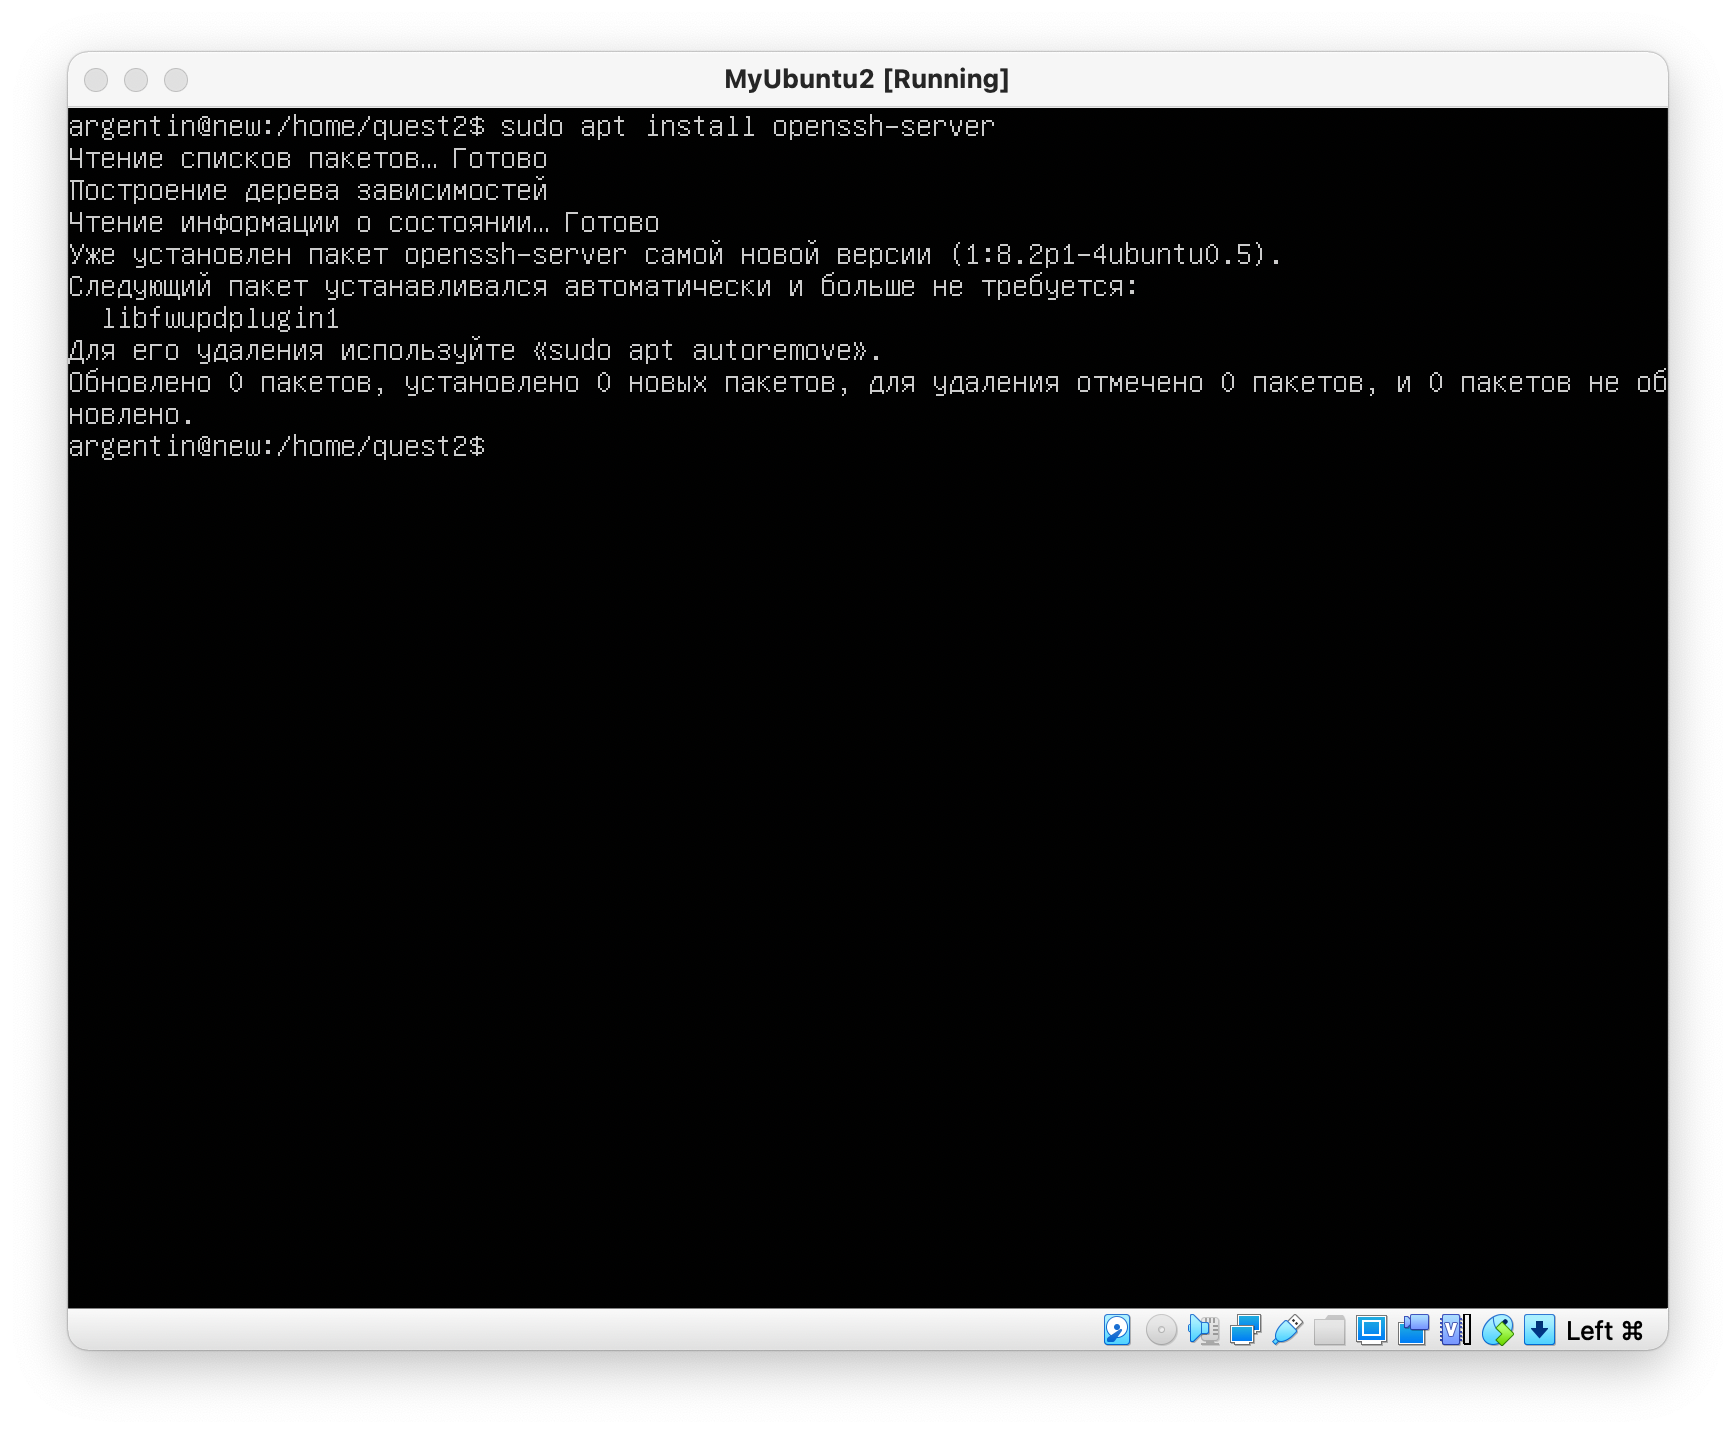 MyUbuntu2 [Running]
argentin@new:/home/quest2$ sudo apt install openssh-server
Чтение списков пакетов… Готово
Построение дерева зависимостей
Чтение информации о состоянии… Готово
Уже установлен пакет openssh-server самой новой версии (1:8.2p1-4ubuntu0.5).
Следующий пакет устанавливался автоматически и больше не требуется:
  libfwupdplugin1
Для его удаления используйте «sudo apt autoremove».
Обновлено 0 пакетов, установлено 0 новых пакетов, для удаления отмечено 0 пакетов, и 0 пакетов не об
новлено.
argentin@new:/home/quest2$
Left ⌘